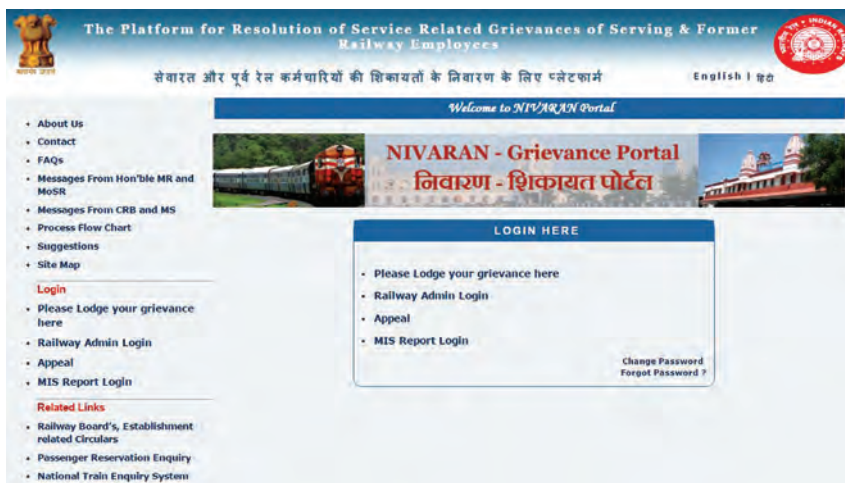 The Platform for Resolution of Service Related Grievances of Serving & Former
Railway Employees
सेवारत और पूर्व रेल कर्मचारियों की शिकायतों के निवारण के लिए प्लेटफार्म
English | हिंदी
Welcome to NIVARAN Portal
• About Us
• Contact
• FAQs
• Messages From Hon'ble MR and
MoSR
• Messages From CRB and MS
• Process Flow Chart
• Suggestions
• Site Map
Login
• Please Lodge your grievance
here
• Railway Admin Login
• Appeal
• MIS Report Login
Related Links
• Railway Board's, Establishment
related Circulars
• Passenger Reservation Enquiry
• National Train Enquiry System
NIVARAN - Grievance Portal
निवारण - शिकायत पोर्टल
LOGIN HERE
• Please Lodge your grievance here
• Railway Admin Login
• Appeal
• MIS Report Login
Change Password
Forgot Password ?